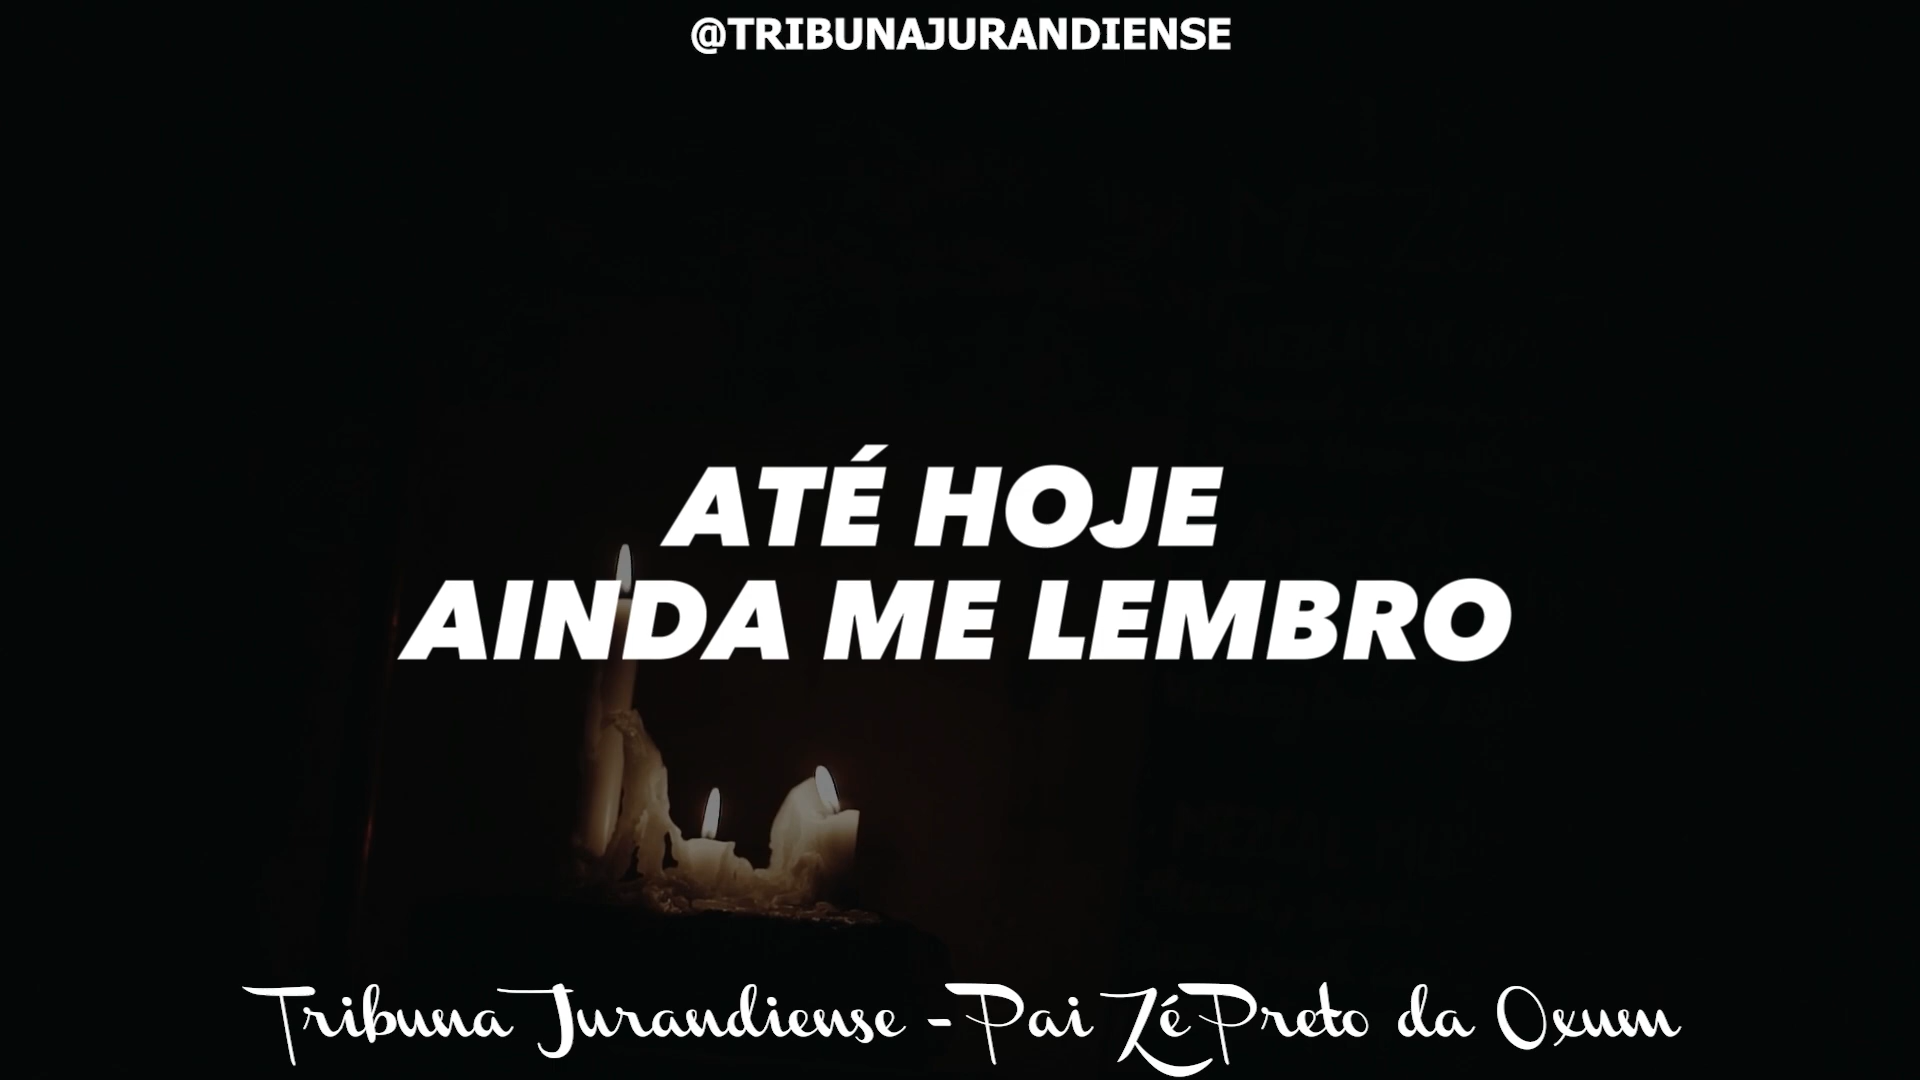 @TRIBUNAJURANDIENSE
ATÉ HOJE
AINDA ME LEMBRO
Tribuna Jurandiense - Pai Zé Preto da Oxum